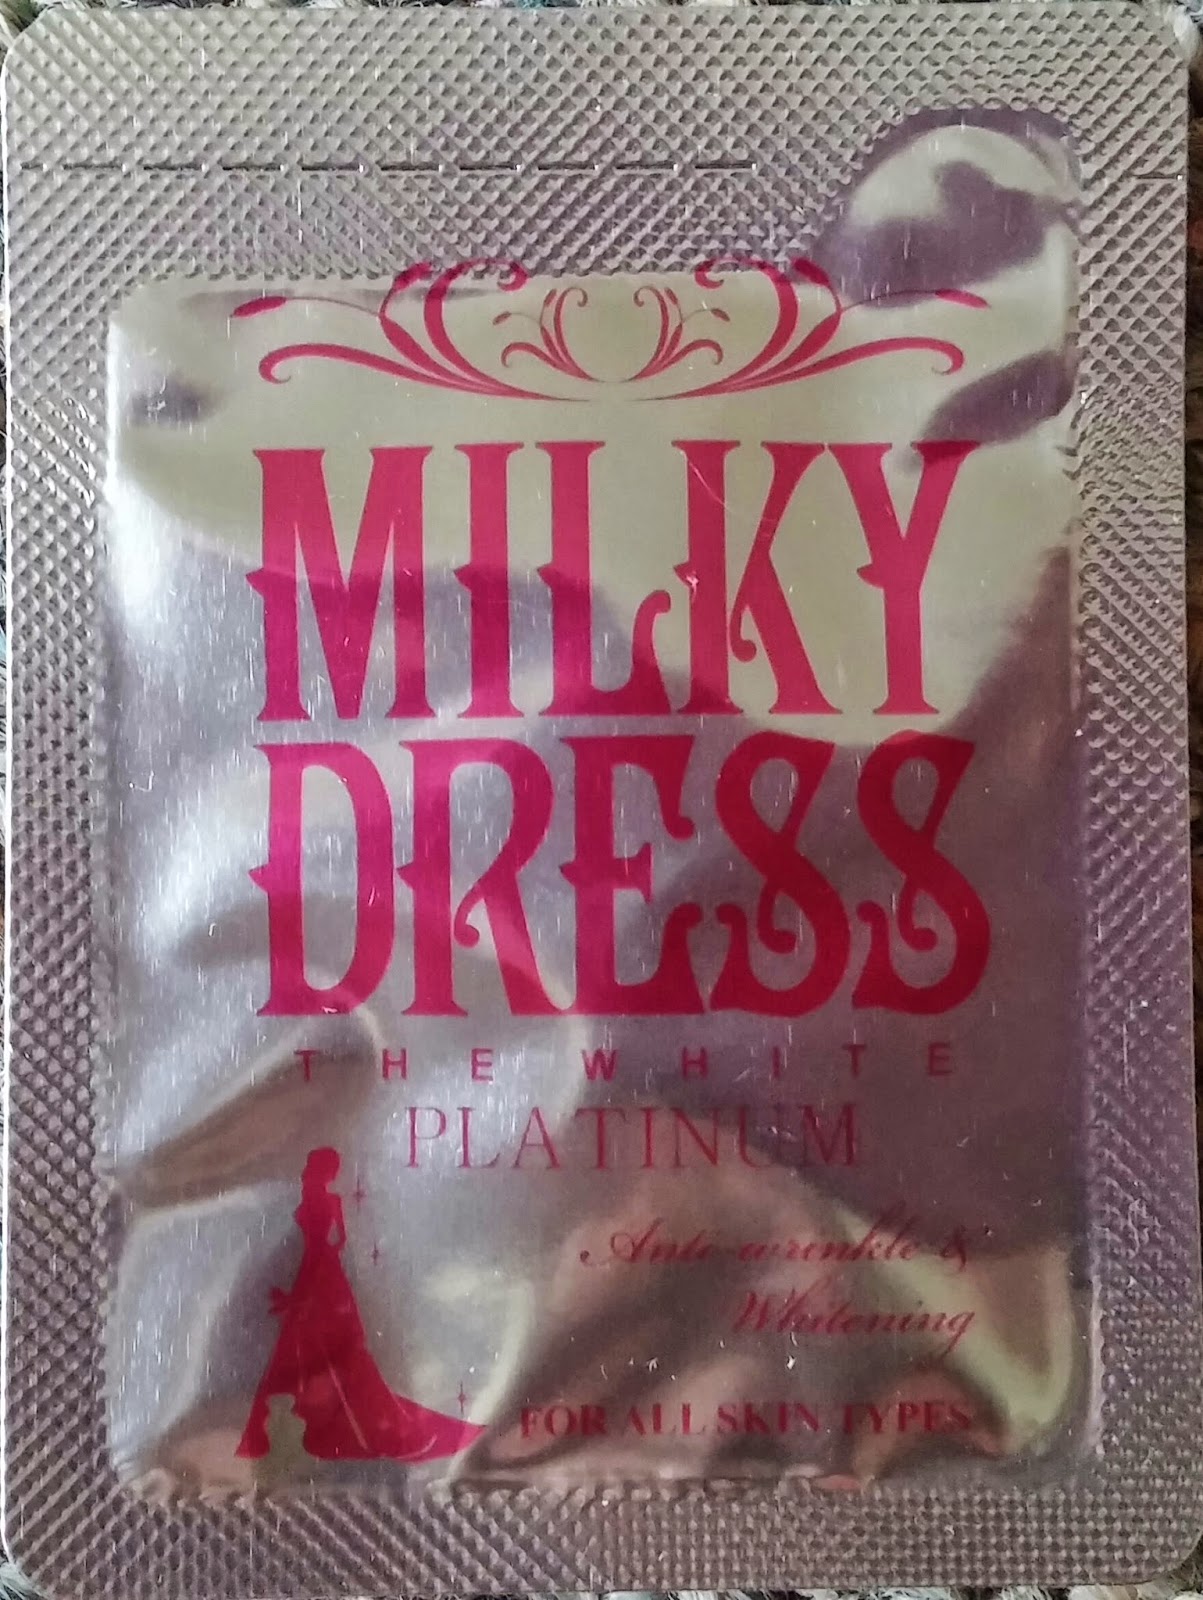 MILKY
DRESS
THE WHITE
PLATINUM
Anti-wrinkle &
Whitening
FOR ALL SKIN TYPES